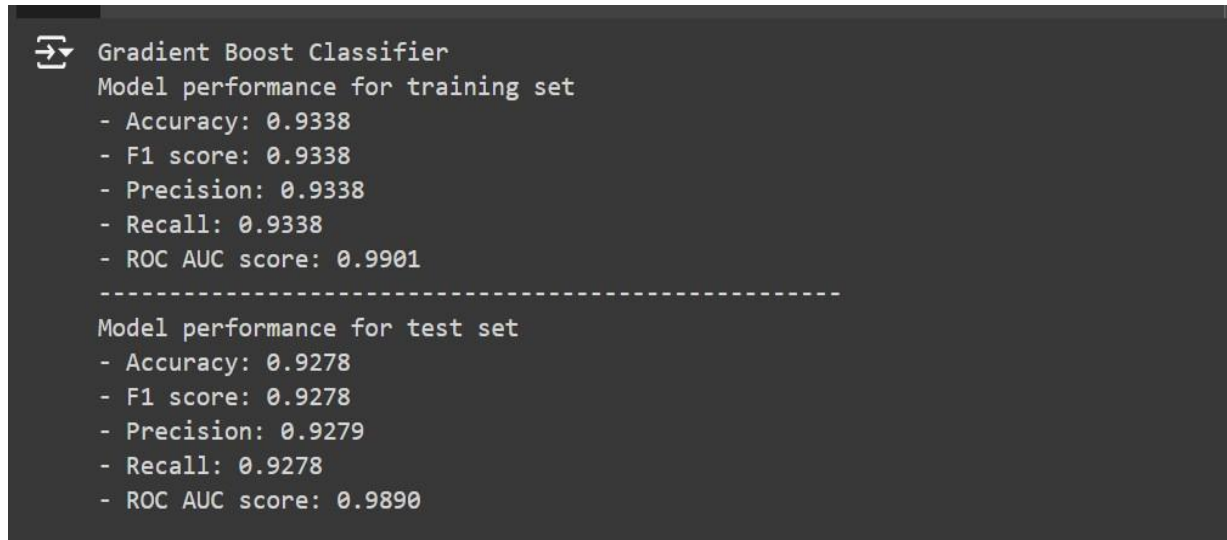 Gradient Boost Classifier
Model performance for training set
- Accuracy: 0.9338
- F1 score: 0.9338
- Precision: 0.9338
- Recall: 0.9338
- ROC AUC score: 0.9901
----------------------------------------------------
Model performance for test set
- Accuracy: 0.9278
- F1 score: 0.9278
- Precision: 0.9279
- Recall: 0.9278
- ROC AUC score: 0.9890